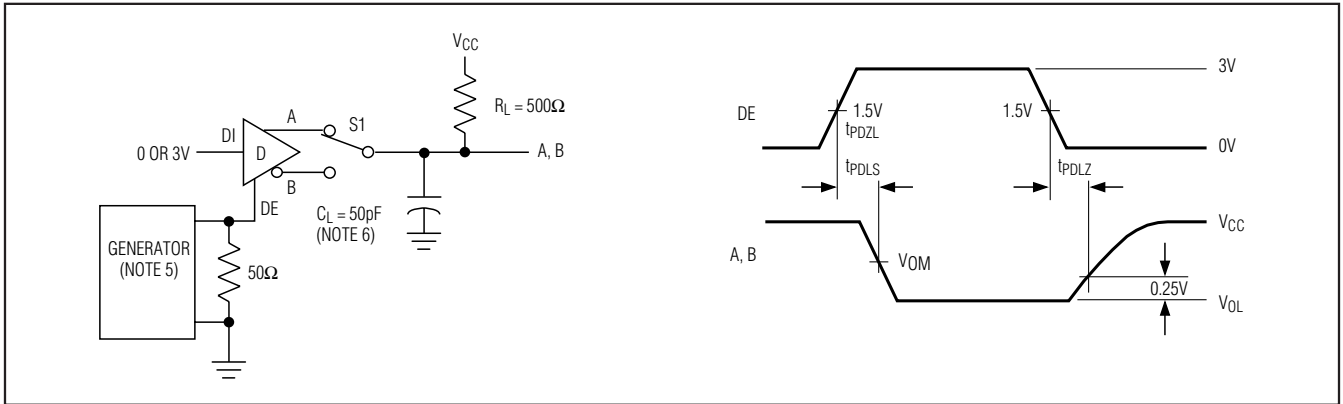 VCC
RL = 500Ω
A
S1
DI
0 OR 3V
D
A, B
B
DE
CL = 50pF
(NOTE 6)
GENERATOR
(NOTE 5)
50Ω
3V
DE
1.5V
1.5V
tPDZL
0V
tPDLS
tPDLZ
VCC
A, B
VOM
0.25V
VOL